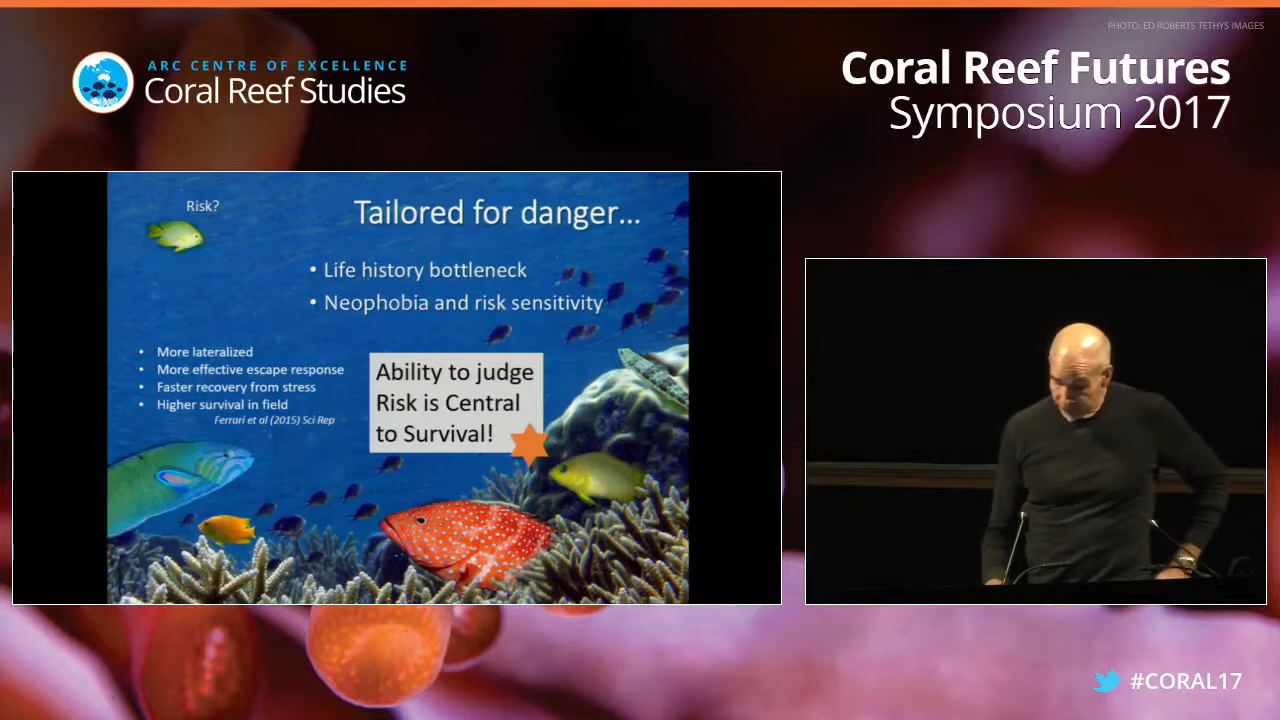 PHOTO: ED ROBERTS TETHYS IMAGES
ARC CENTRE OF EXCELLENCE
Coral Reef Studies
Coral Reef Futures
Symposium 2017
Risk?
Tailored for danger...
• Life history bottleneck
• Neophobia and risk sensitivity
• More lateralized
• More effective escape response
• Faster recovery from stress
• Higher survival in field
Ferrari et al (2015) Sci Rep
Ability to judge
Risk is Central
to Survival!
#CORAL17